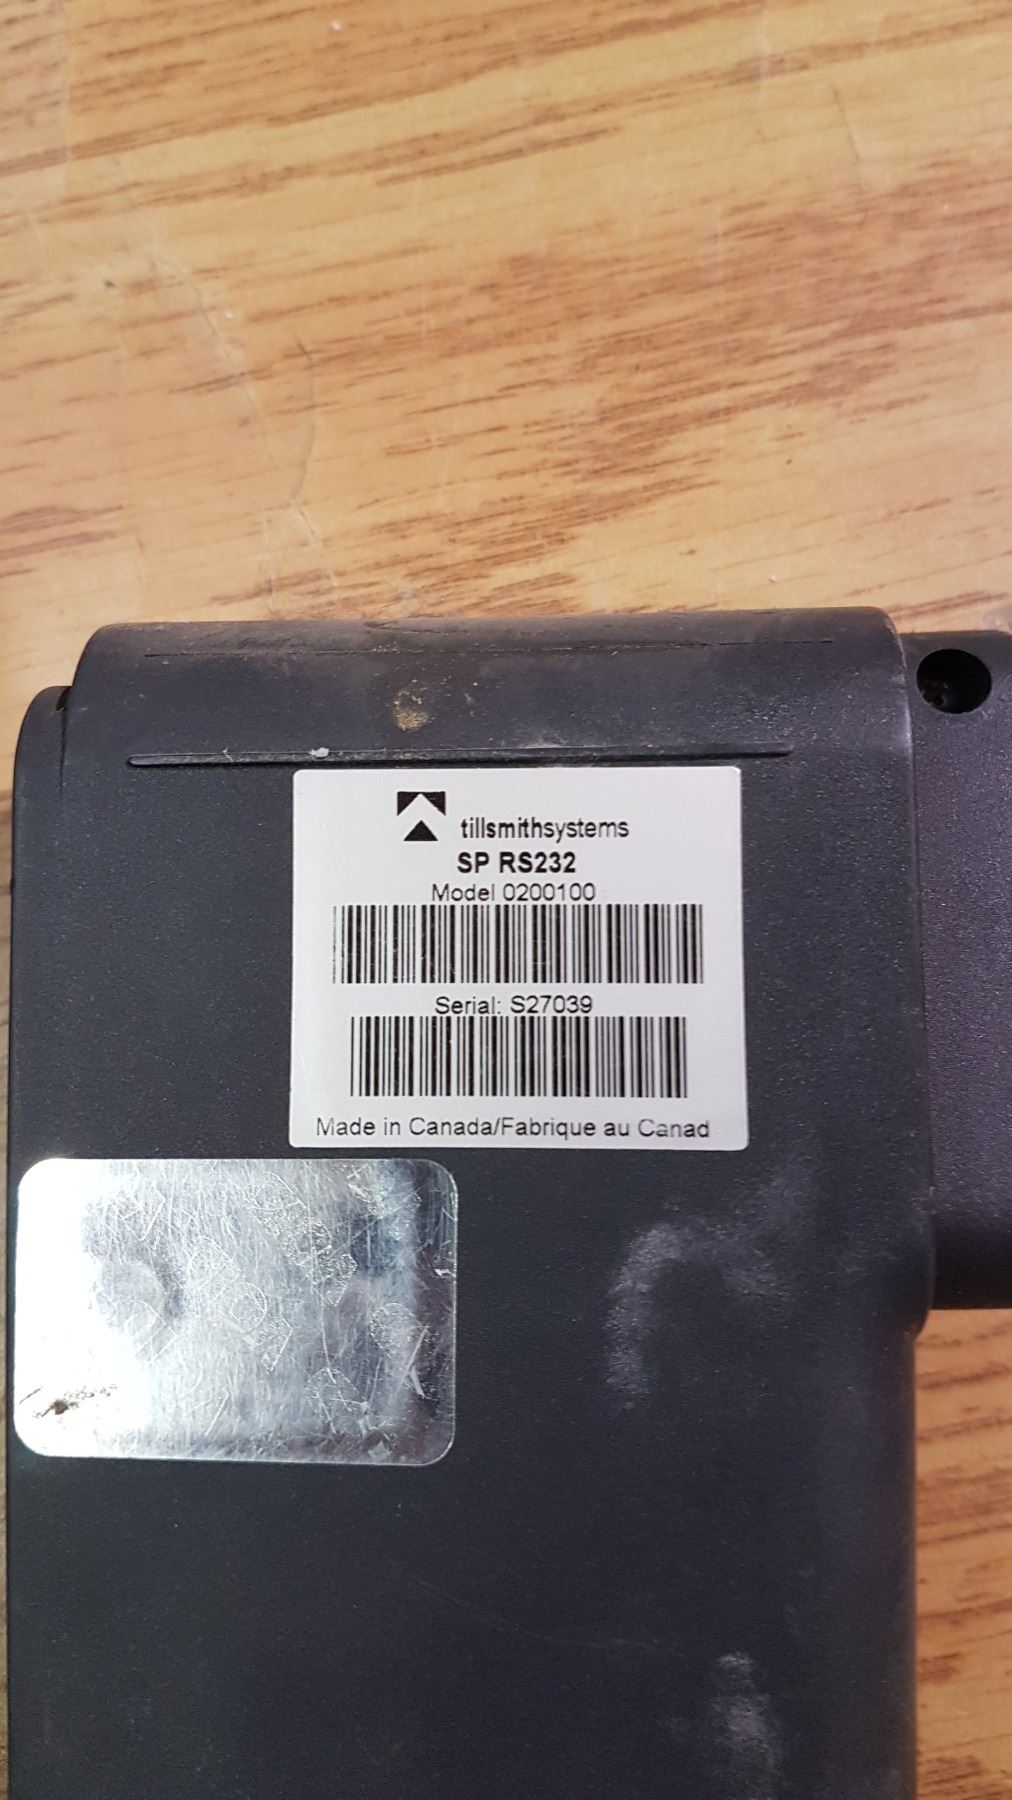 tillsmithsystems
SP RS232
Model 0200100
Serial: S27039
Made in Canada/Fabrique au Canad